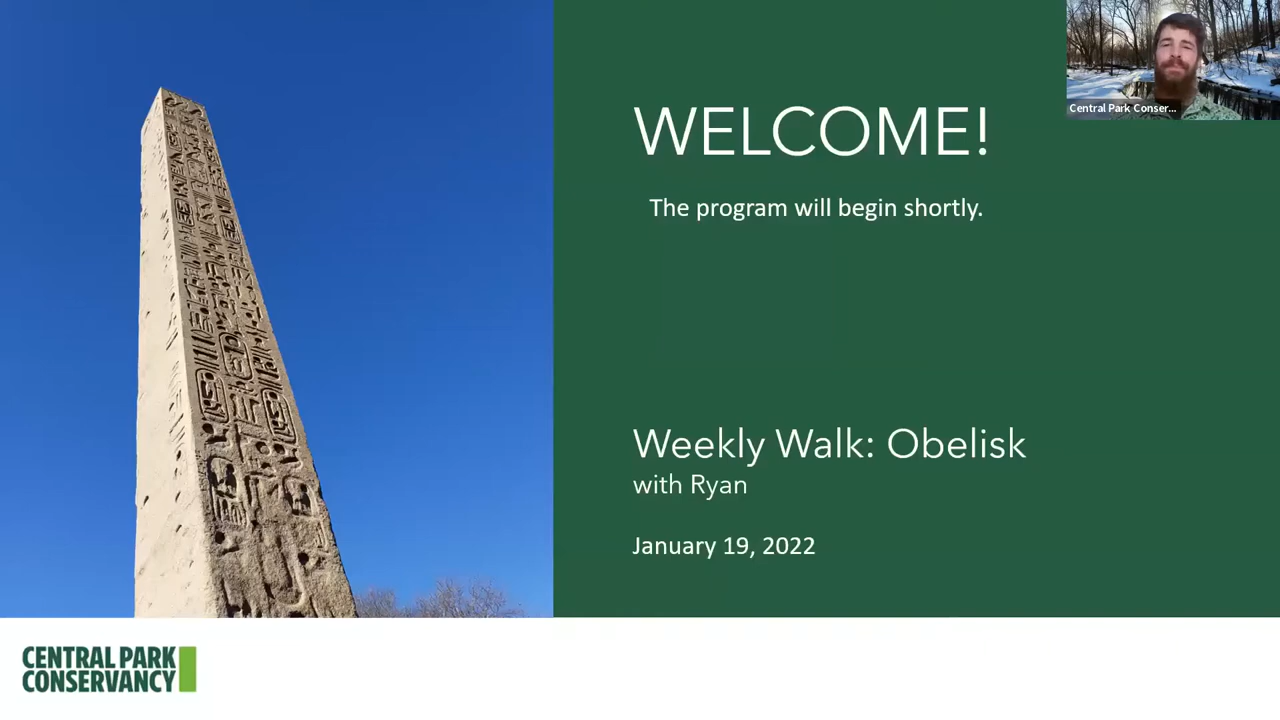 WELCOME!
Central Park Conser...
The program will begin shortly.
Weekly Walk: Obelisk
with Ryan
January 19, 2022
CENTRAL PARK
CONSERVANCY